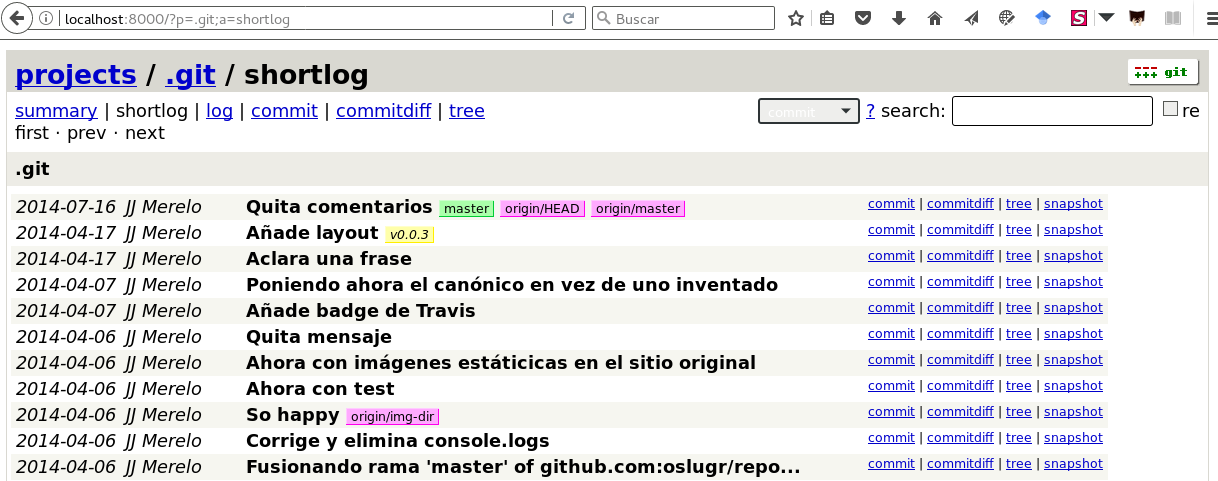 localhost:8000/?p=.git;a=shortlog Buscar
projects / .git / shortlog
--- +++ git
summary | shortlog | log | commit | commitdiff | tree commit ? search: re
first · prev · next
.git
2014-07-16 JJ Merelo Quita comentarios master origin/HEAD origin/master commit | commitdiff | tree | snapshot
2014-04-17 JJ Merelo Añade layout v0.0.3 commit | commitdiff | tree | snapshot
2014-04-17 JJ Merelo Aclara una frase commit | commitdiff | tree | snapshot
2014-04-07 JJ Merelo Poniendo ahora el canónico en vez de uno inventado commit | commitdiff | tree | snapshot
2014-04-07 JJ Merelo Añade badge de Travis commit | commitdiff | tree | snapshot
2014-04-06 JJ Merelo Quita mensaje commit | commitdiff | tree | snapshot
2014-04-06 JJ Merelo Ahora con imágenes estáticicas en el sitio original commit | commitdiff | tree | snapshot
2014-04-06 JJ Merelo Ahora con test commit | commitdiff | tree | snapshot
2014-04-06 JJ Merelo So happy origin/img-dir commit | commitdiff | tree | snapshot
2014-04-06 JJ Merelo Corrige y elimina console.logs commit | commitdiff | tree | snapshot
2014-04-06 JJ Merelo Fusionando rama 'master' of github.com:oslugr/repo... commit | commitdiff | tree | snapshot